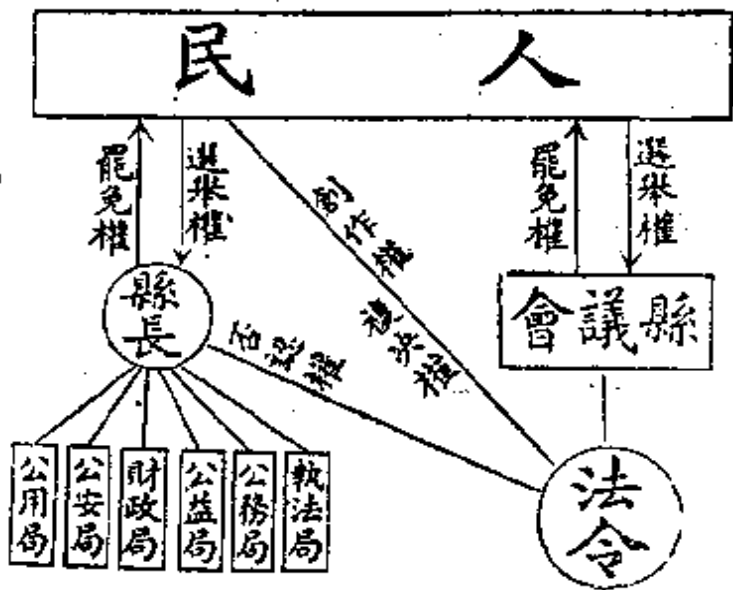 人民
選舉權
罷免權
創作權
複決權
選舉權
罷免權
縣議會
縣長
否認權
法令
執法局
公務局
公益局
財政局
公安局
公用局